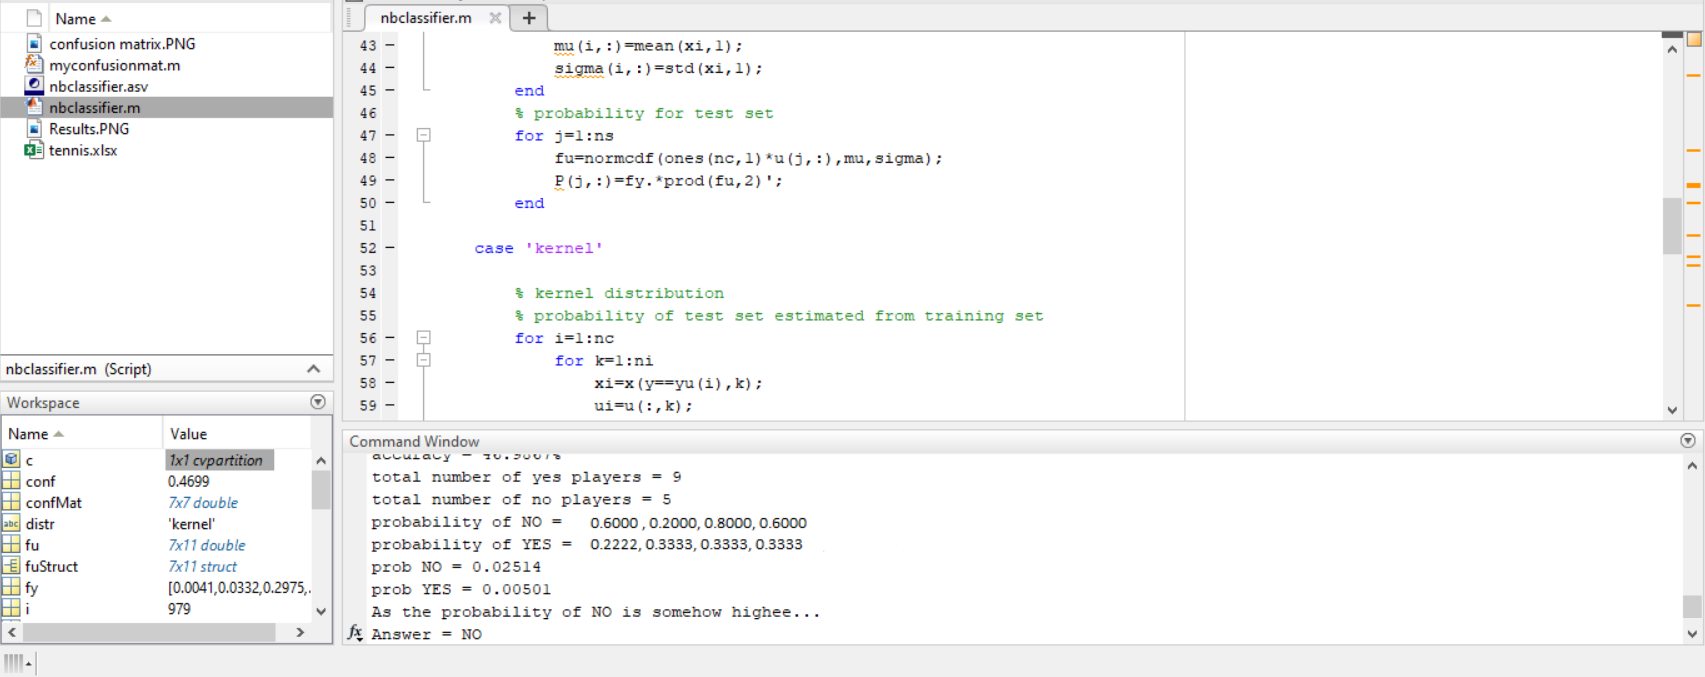 Name
confusion matrix.PNG
myconfusionmat.m
nbclassifier.asv
nbclassifier.m
Results.PNG
tennis.xlsx
nbclassifier.m (Script)
Workspace
Name Value
c 1x1 cvpartition
conf 0.4699
confMat 7x7 double
abc distr 'kernel'
fu 7x11 double
fuStruct 7x11 struct
fy [0.0041,0.0332,0.2975,.
i 979
nbclassifier.m
43 mu(i,:)=mean(xi,1);
44 sigma(i,:)=std(xi,1);
45 end
46 % probability for test set
47 for j=1:ns
48 fu=normcdf(ones(nc,1)*u(j,:),mu,sigma);
49 P(j,:)=fy.*prod(fu,2)';
50 end
51
52 case 'kernel'
53
54 % kernel distribution
55 % probability of test set estimated from training set
56 for i=1:nc
57 for k=1:ni
58 xi=x(y==yu(i),k);
59 ui=u(:,k);
Command Window
accuracy = 46.9867%
total number of yes players = 9
total number of no players = 5
probability of NO = 0.6000 , 0.2000, 0.8000, 0.6000
probability of YES = 0.2222, 0.3333, 0.3333, 0.3333
prob NO = 0.02514
prob YES = 0.00501
As the probability of NO is somehow highee...
fx Answer = NO